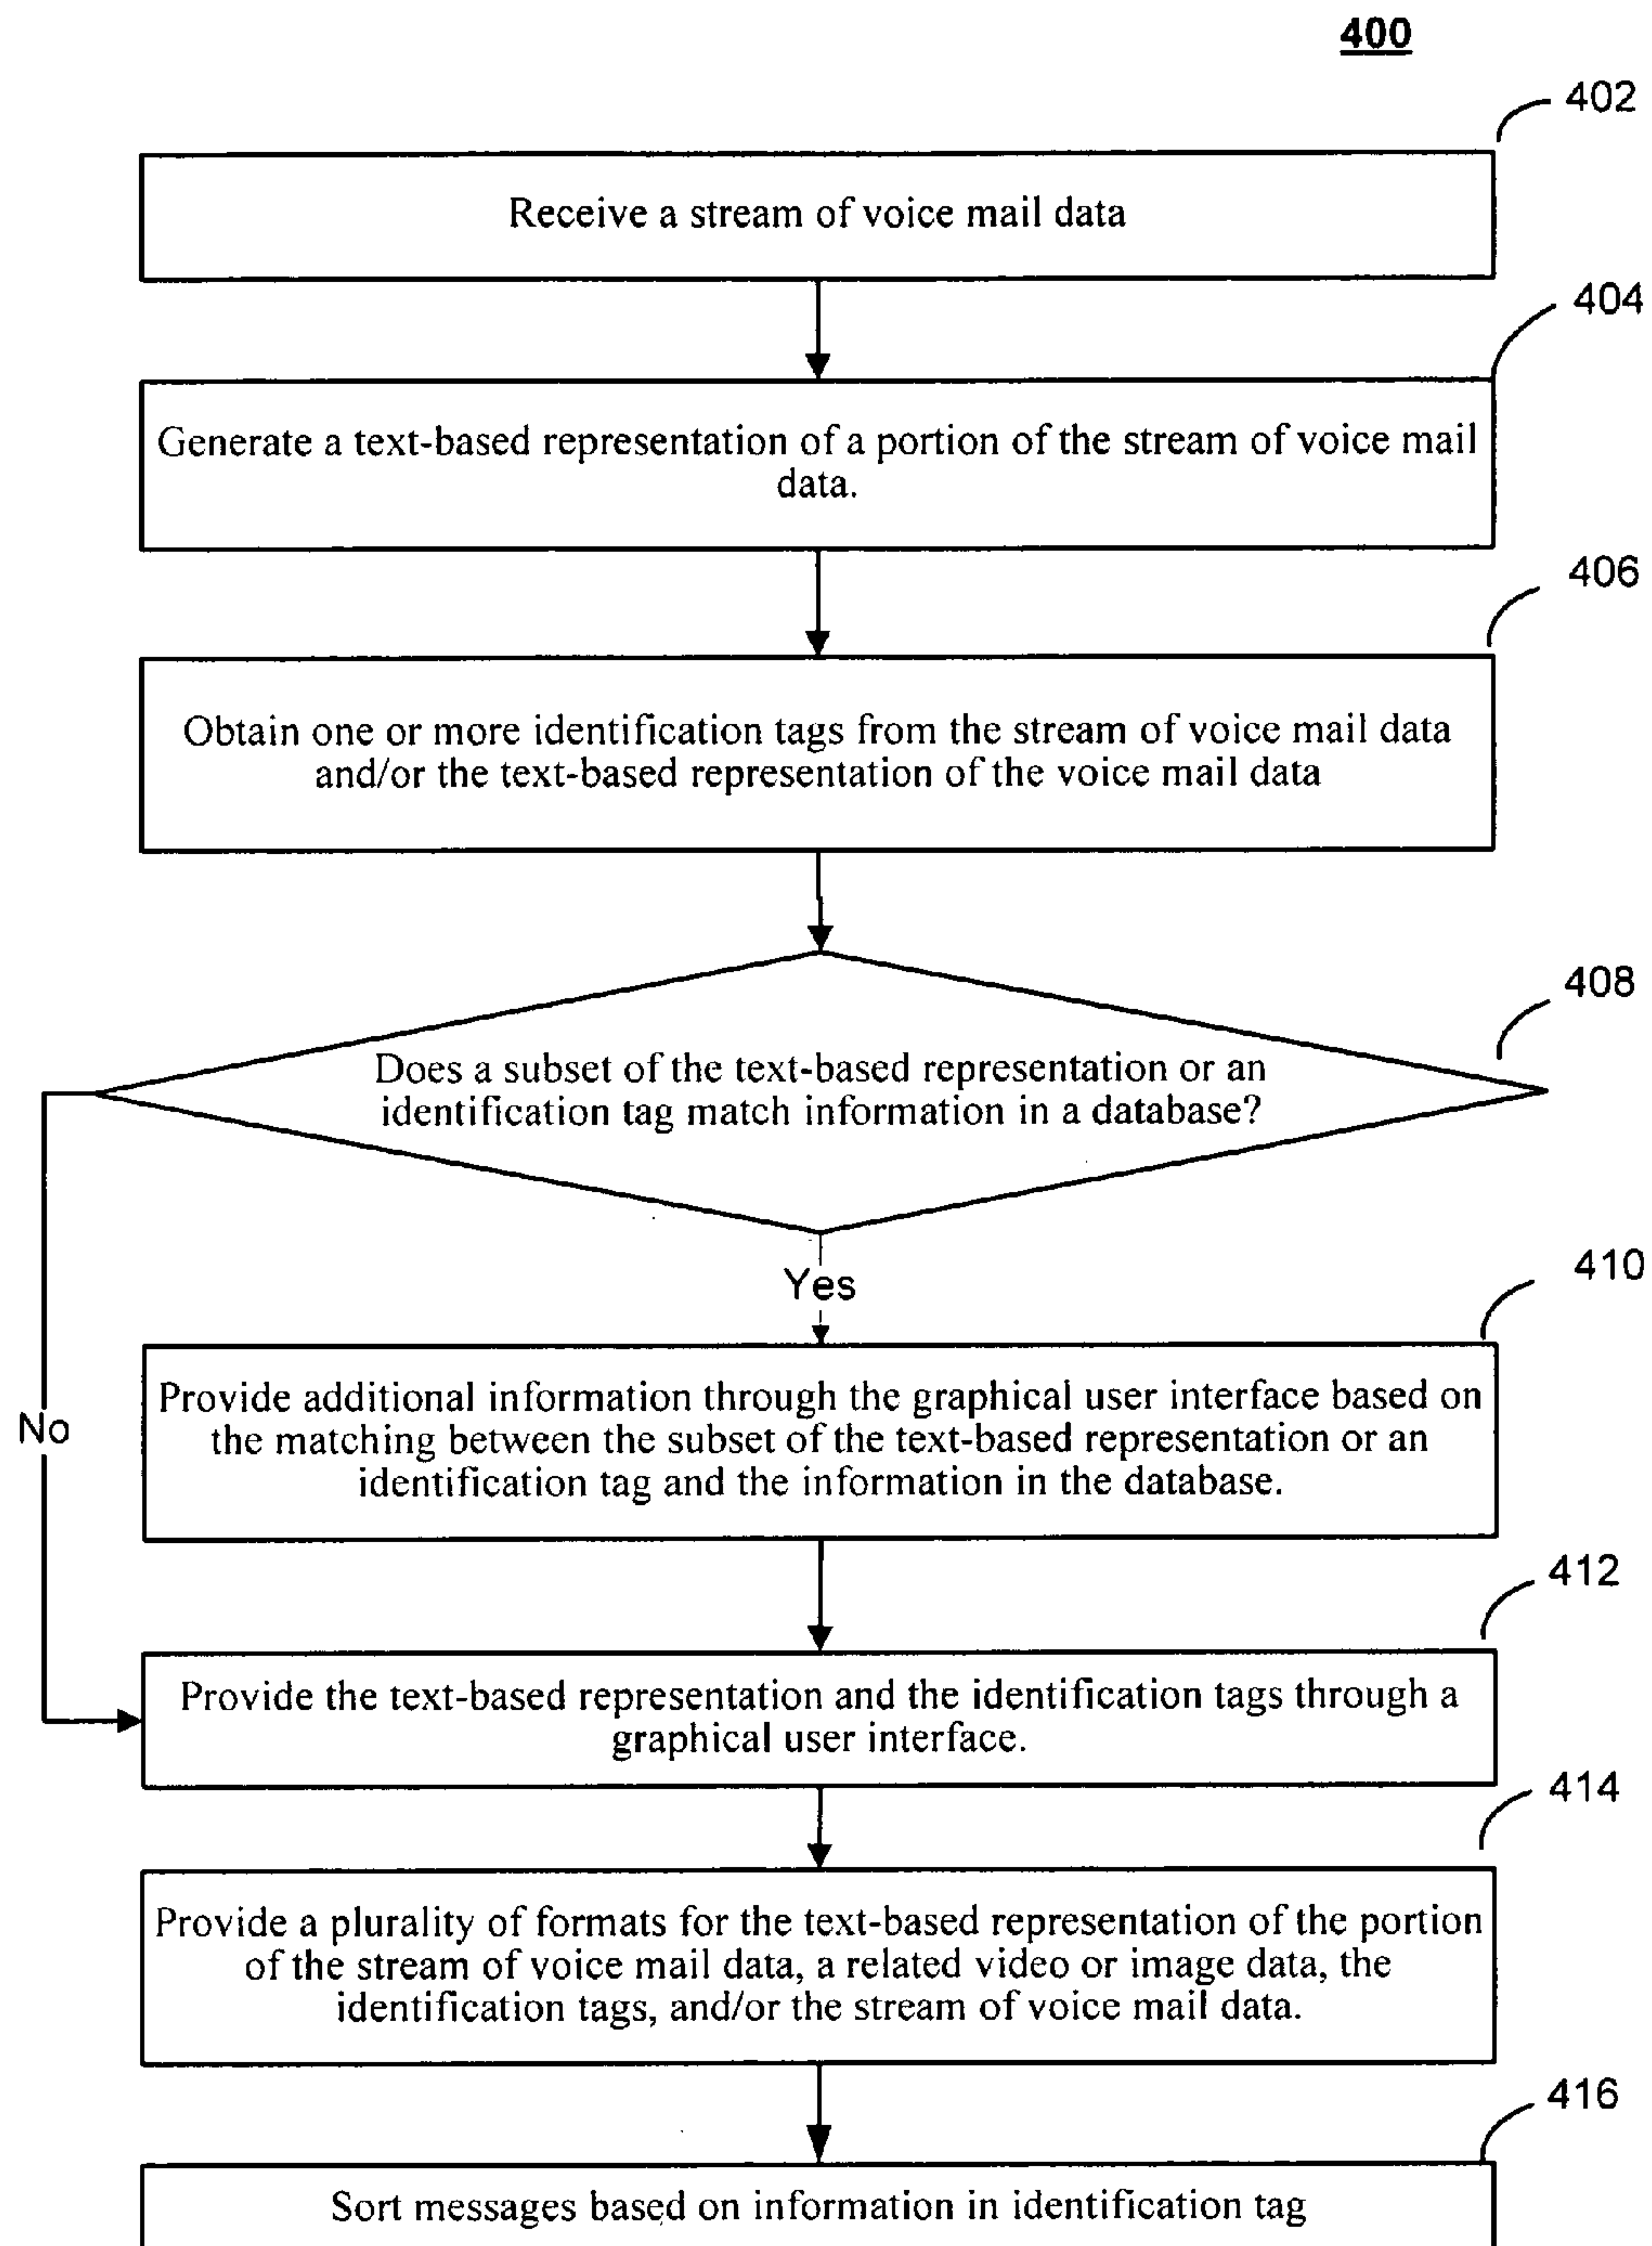 400
402
Receive a stream of voice mail data
404
Generate a text-based representation of a portion of the stream of voice mail
data.
406
Obtain one or more identification tags from the stream of voice mail data
and/or the text-based representation of the voice mail data
408
Does a subset of the text-based representation or an
identification tag match information in a database?
Yes
No
410
Provide additional information through the graphical user interface based on
the matching between the subset of the text-based representation or an
identification tag and the information in the database.
412
Provide the text-based representation and the identification tags through a
graphical user interface.
414
Provide a plurality of formats for the text-based representation of the portion
of the stream of voice mail data, a related video or image data, the
identification tags, and/or the stream of voice mail data.
416
Sort messages based on information in identification tag